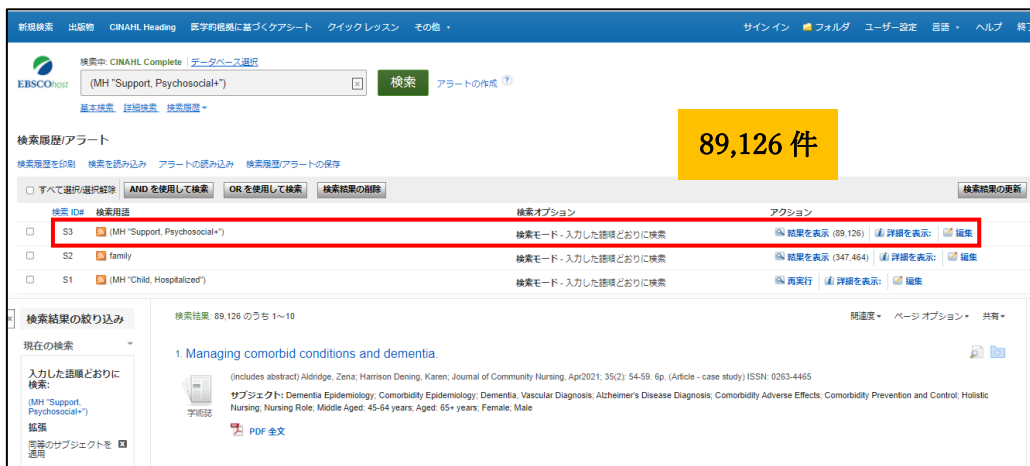 新規検索 出版物 CINAHL Heading 医学的根拠に基づくケアシート クイック レッスン その他 サイン イン フォルダ ユーザー設定 言語 ヘルプ 終了
検索中: CINAHL Complete データベース選択
EBSCOhost (MH "Support, Psychosocial+") x 検索 アラートの作成 ?
基本検索 詳細検索 検索履歴
検索履歴/アラート
89,126 件
検索履歴を印刷 検索を読み込み アラートの読み込み 検索履歴/アラートの保存
すべて選択/選択解除 AND を使用して検索 OR を使用して検索 検索結果の削除 検索結果の更新
検索 ID# 検索用語 検索オプション アクション
S3 (MH "Support, Psychosocial+") 検索モード - 入力した語順どおりに検索 結果を表示 (89,126) 詳細を表示: 編集
S2 family 検索モード - 入力した語順どおりに検索 結果を表示 (347,464) 詳細を表示: 編集
S1 (MH "Child, Hospitalized") 検索モード - 入力した語順どおりに検索 再実行 詳細を表示: 編集
« 検索結果の絞り込み
現在の検索
入力した語順どおりに
検索:
(MH "Support,
Psychosocial+")
拡張
同等のサブジェクトを x
適用
検索結果: 89,126 のうち 1~10 関連度 ページ オプション 共有
1. Managing comorbid conditions and dementia.
(includes abstract) Aldridge, Zena; Harrison Dening, Karen; Journal of Community Nursing, Apr2021; 35(2): 54-59. 6p. (Article - case study) ISSN: 0263-4465
サブジェクト: Dementia Epidemiology; Comorbidity Epidemiology; Dementia, Vascular Diagnosis; Alzheimer's Disease Diagnosis; Comorbidity Adverse Effects; Comorbidity Prevention and Control; Holistic
Nursing; Nursing Role; Middle Aged: 45-64 years; Aged: 65+ years; Female; Male
学術誌
PDF 全文